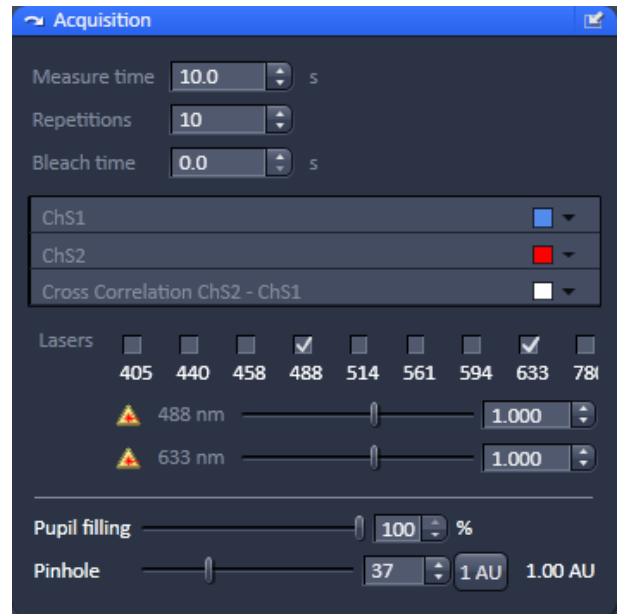 Acquisition
Measure time 10.0 s
Repetitions 10
Bleach time 0.0 s
ChS1
ChS2
Cross Correlation ChS2 - ChS1
Lasers
405 440 458 488 514 561 594 633 780
488 nm 1.000
633 nm 1.000
Pupil filling 100 %
Pinhole 37 1 AU 1.00 AU